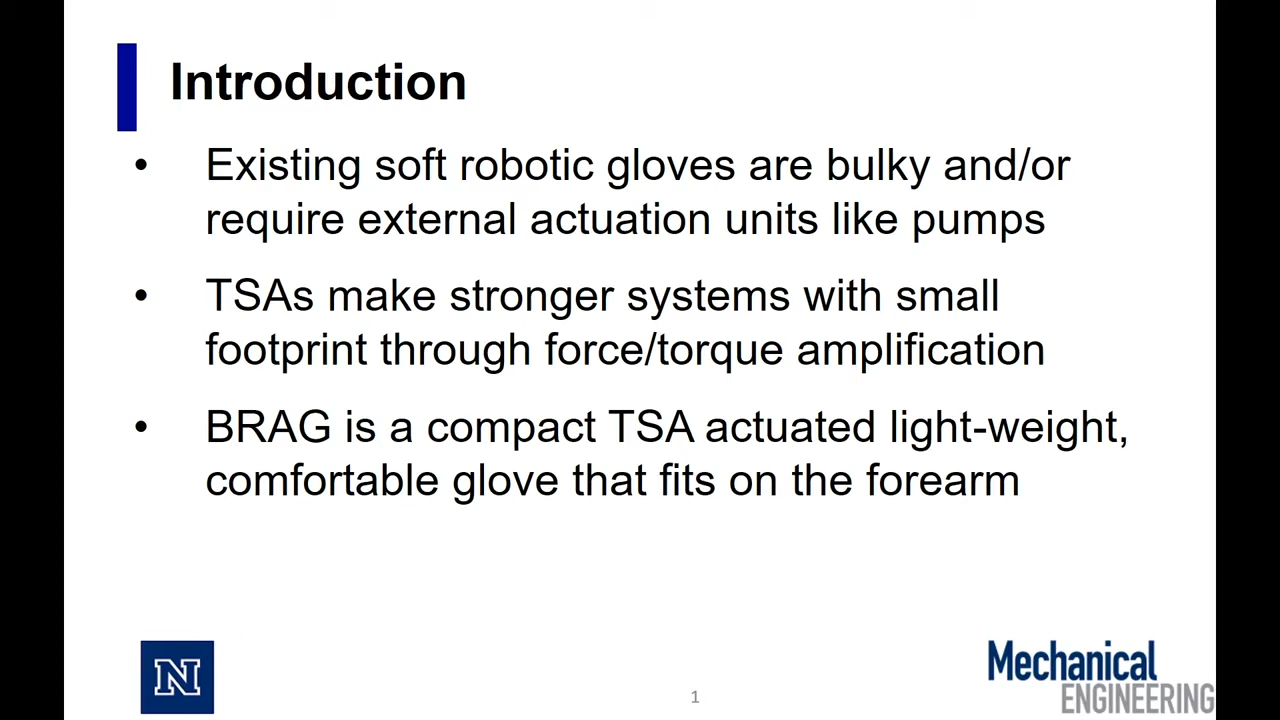 Introduction
• Existing soft robotic gloves are bulky and/or
require external actuation units like pumps
• TSAs make stronger systems with small
footprint through force/torque amplification
• BRAG is a compact TSA actuated light-weight,
comfortable glove that fits on the forearm
N
1
Mechanical
ENGINEERING